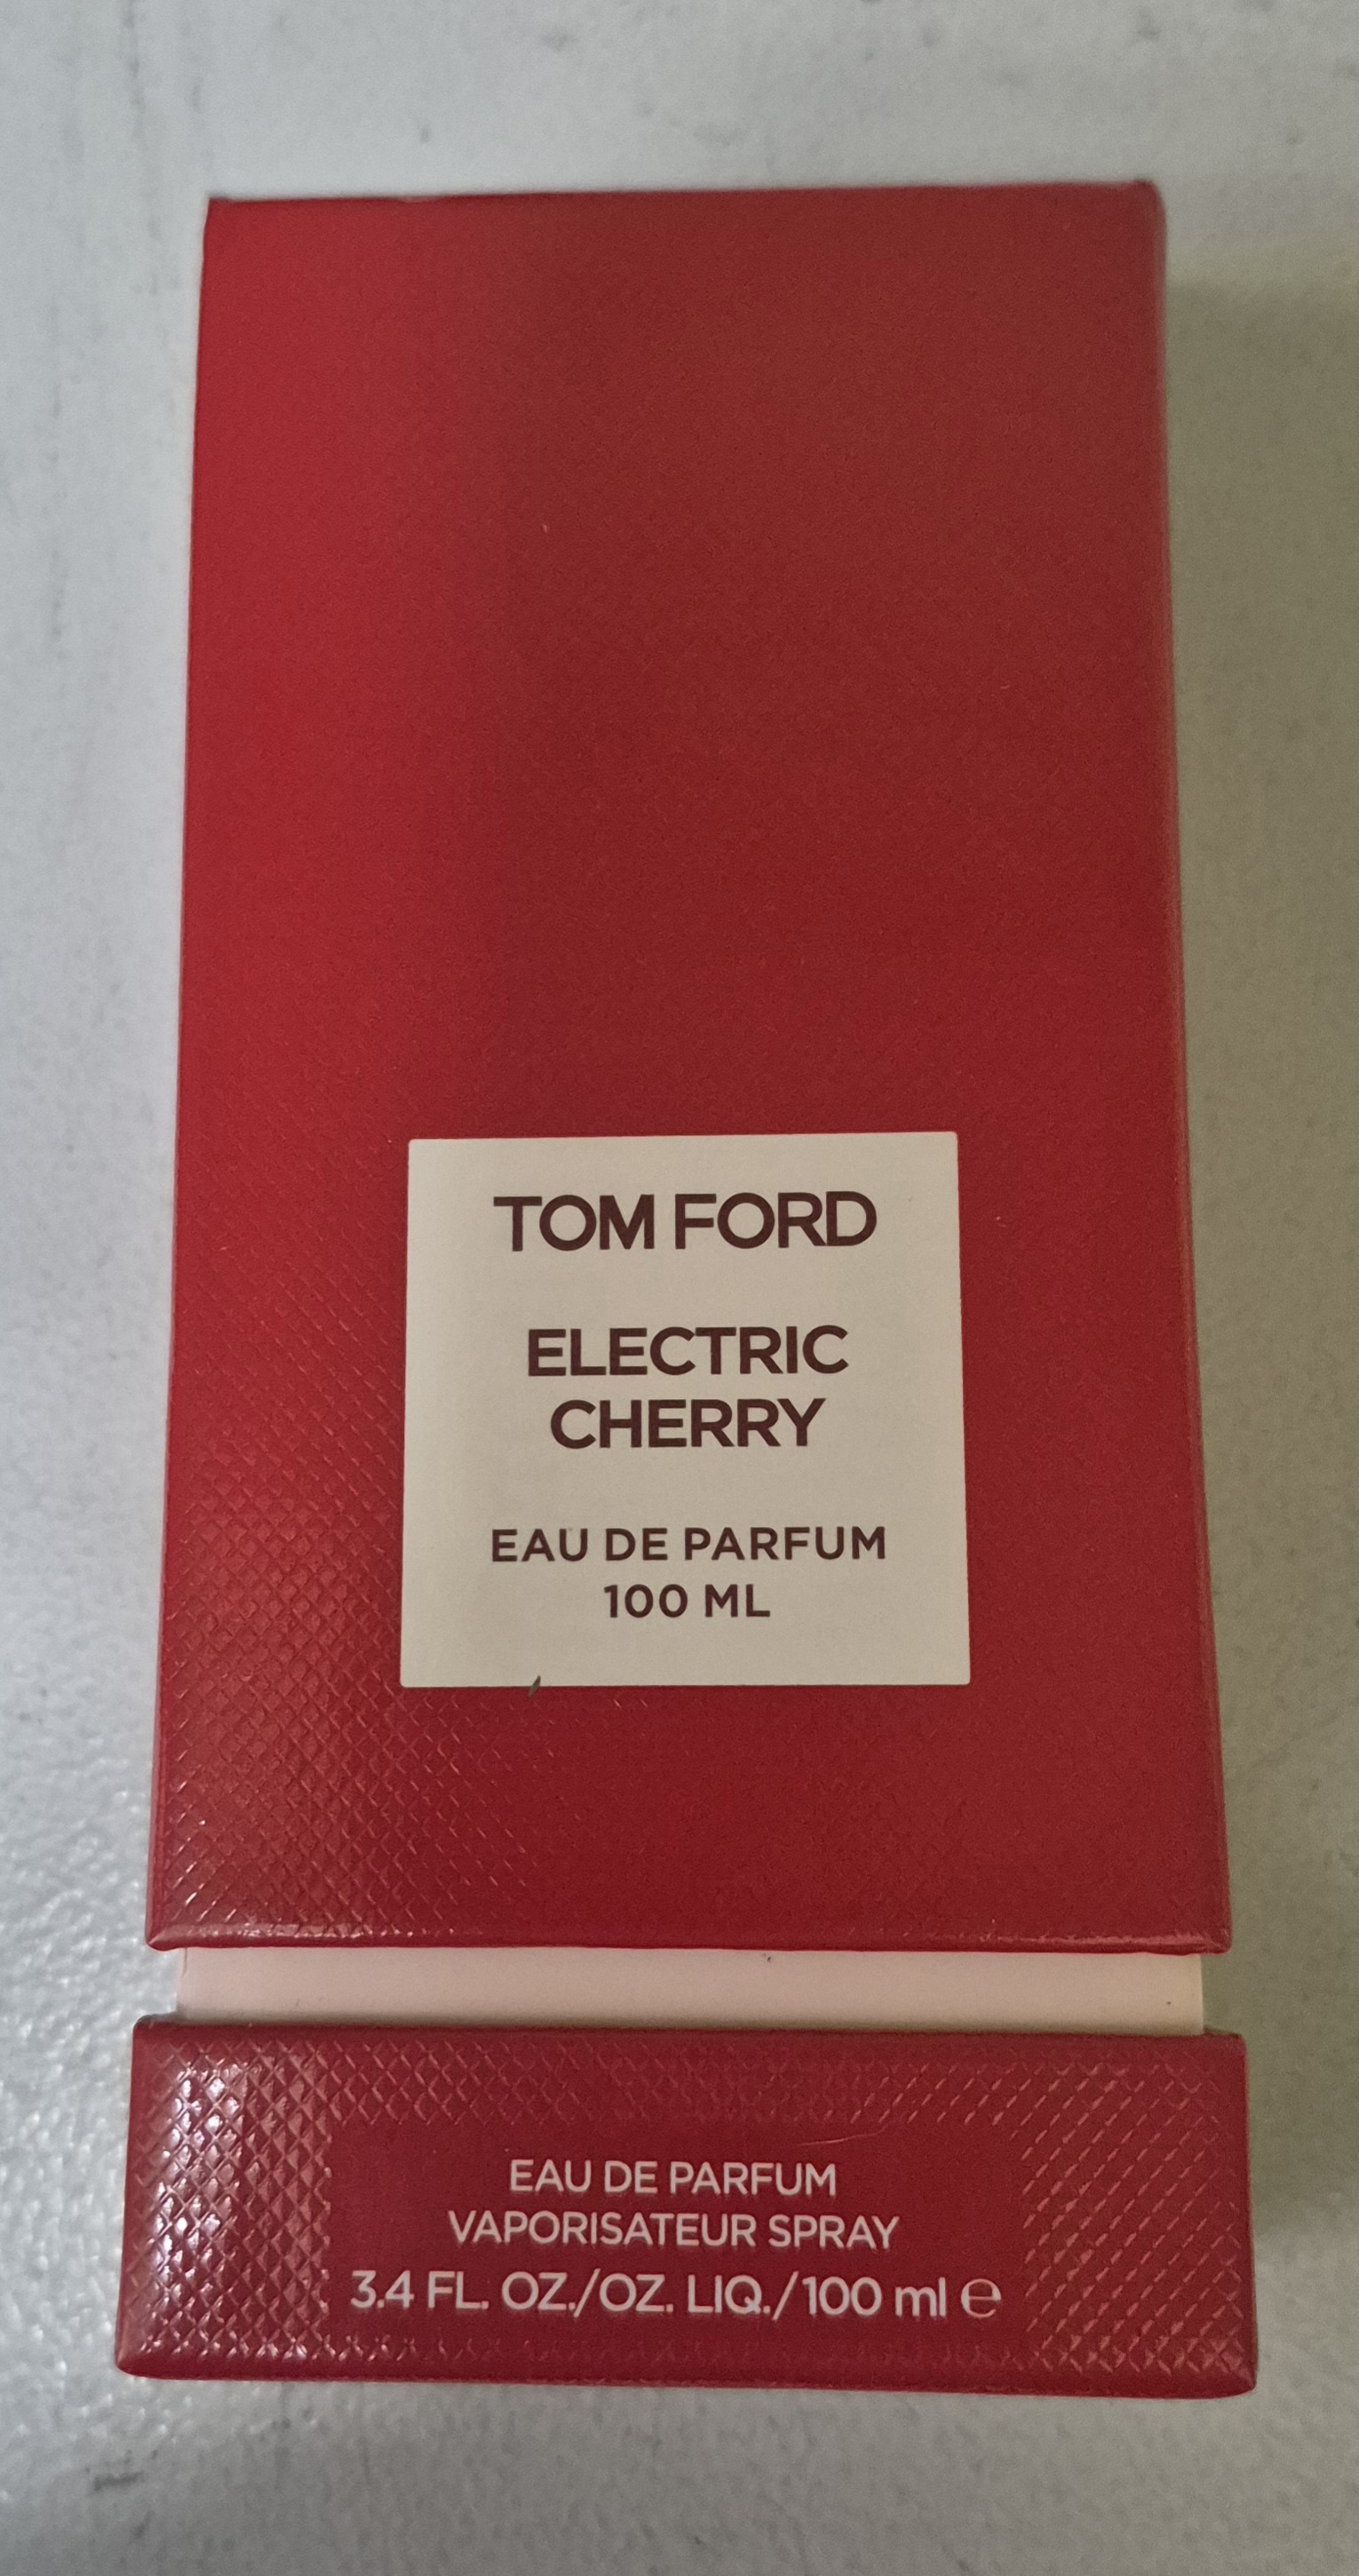 TOM FORD
ELECTRIC
CHERRY
EAU DE PARFUM
100 ML
EAU DE PARFUM
VAPORISATEUR SPRAY
3.4 FL. OZ./OZ. LIQ./100 ml ℮